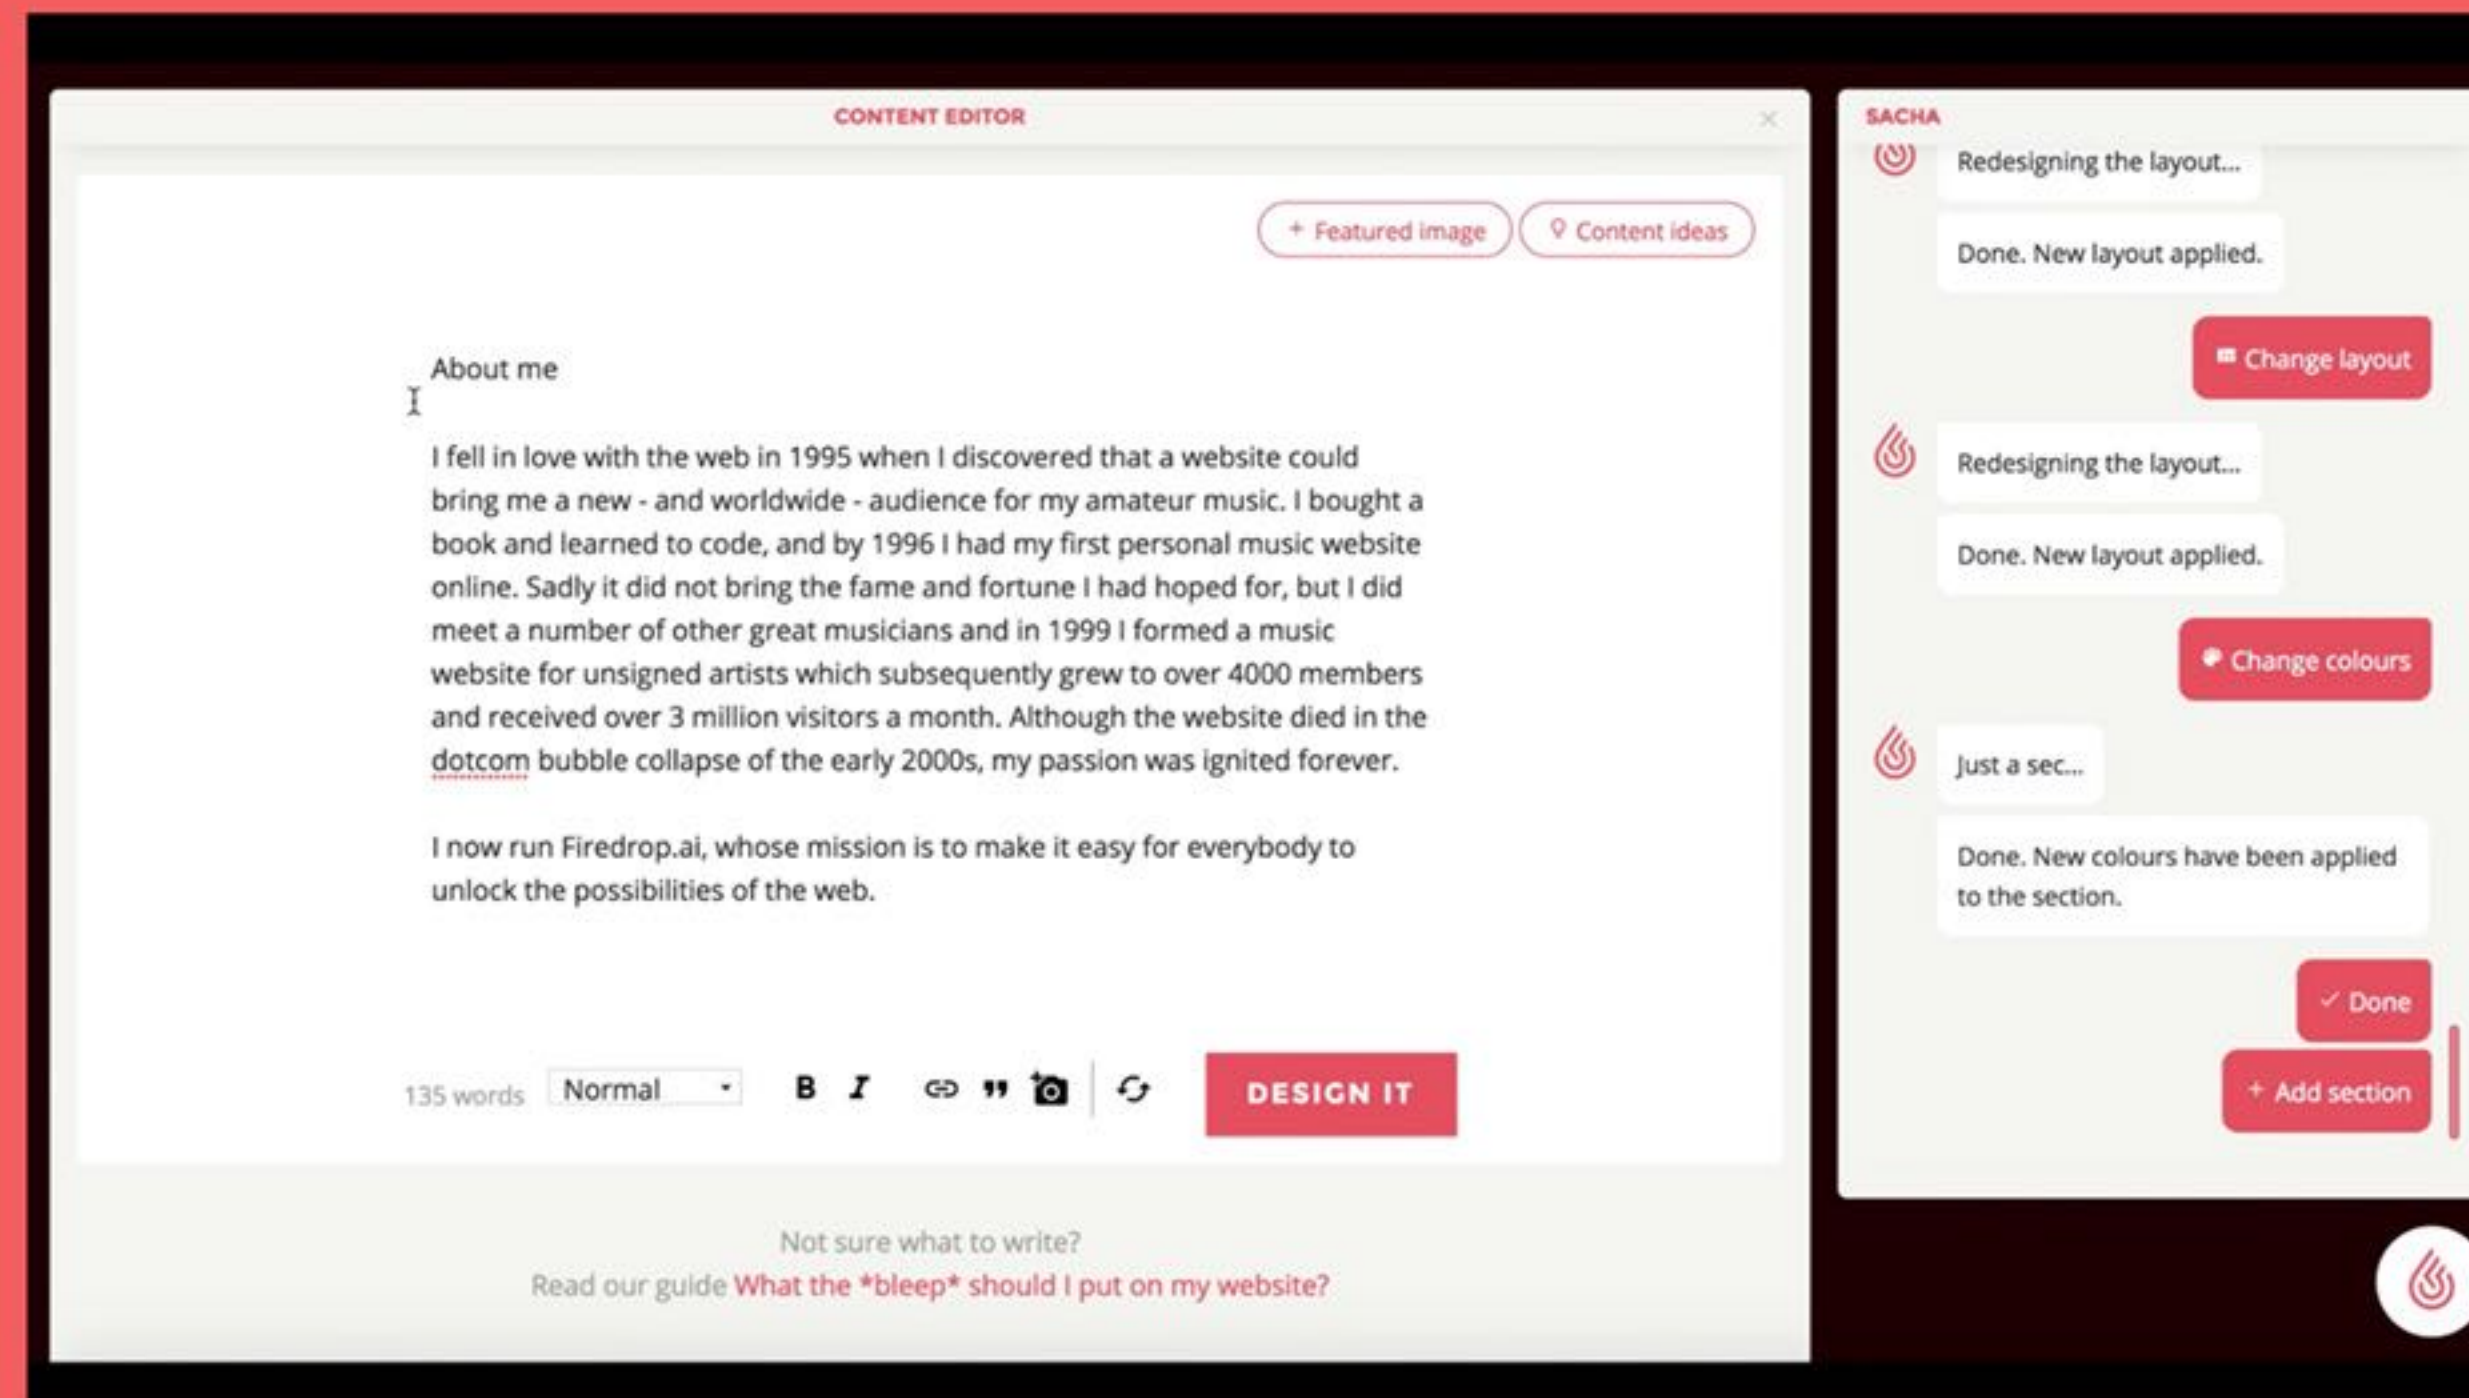 CONTENT EDITOR
+ Featured image
Content ideas
About me
I fell in love with the web in 1995 when I discovered that a website could
bring me a new - and worldwide - audience for my amateur music. I bought a
book and learned to code, and by 1996 I had my first personal music website
online. Sadly it did not bring the fame and fortune I had hoped for, but I did
meet a number of other great musicians and in 1999 I formed a music
website for unsigned artists which subsequently grew to over 4000 members
and received over 3 million visitors a month. Although the website died in the
dotcom bubble collapse of the early 2000s, my passion was ignited forever.
I now run Firedrop.ai, whose mission is to make it easy for everybody to
unlock the possibilities of the web.
135 words
Normal
B I
DESIGN IT
Not sure what to write?
Read our guide What the *bleep* should I put on my website?
SACHA
Redesigning the layout...
Done. New layout applied.
Change layout
Redesigning the layout...
Done. New layout applied.
Change colours
Just a sec...
Done. New colours have been applied
to the section.
Done
+ Add section